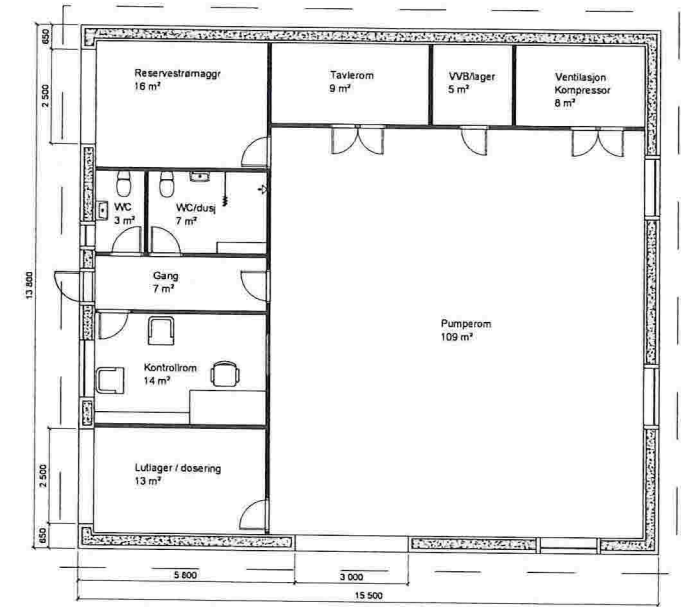 650
2 500
13 800
2 500
650
Reservestrømaggr
16 m²
Tavlerom
9 m²
VVB/lager
5 m²
Ventilasjon
Kompressor
8 m²
WC
3 m²
WC/dusj
7 m²
Gang
7 m²
Pumperom
109 m²
Kontrollrom
14 m²
Lutlager / dosering
13 m²
5 800
3 000
15 500